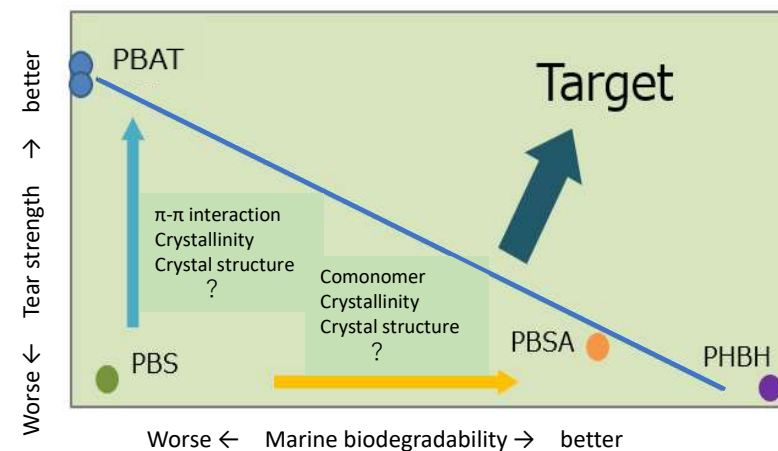 PBAT
Target
π-π interaction
Crystallinity
Crystal structure
?
Comonomer
Crystallinity
Crystal structure
?
PBS
PBSA
PHBH
Worse ← Tear strength → better
Worse ← Marine biodegradability → better